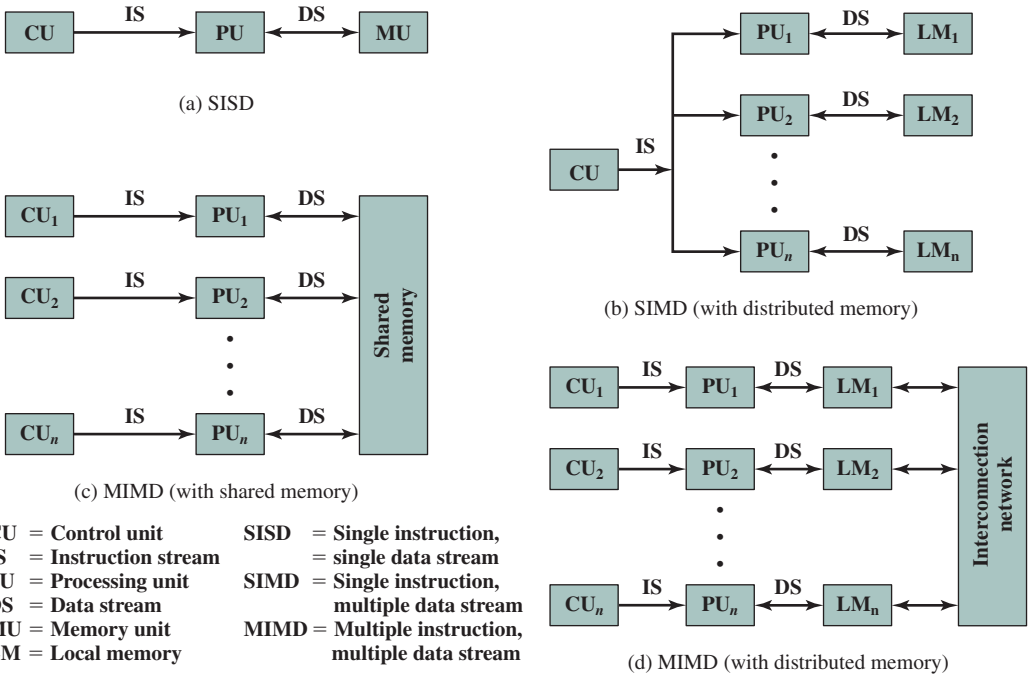 IS DS
CU PU MU
(a) SISD
DS
PU1 LM1
DS
PU2 LM2
IS
CU
DS
PUn LMn
(b) SIMD (with distributed memory)
IS DS
CU1 PU1
IS DS
CU2 PU2
IS DS
CUn PUn
Shared
memory
(c) MIMD (with shared memory)
IS DS
CU1 PU1 LM1
IS DS
CU2 PU2 LM2
IS DS
CUn PUn LMn
Interconnection
network
(d) MIMD (with distributed memory)
U = Control unit
S = Instruction stream
U = Processing unit
S = Data stream
MU = Memory unit
M = Local memory
SISD = Single instruction,
= single data stream
SIMD = Single instruction,
multiple data stream
MIMD = Multiple instruction,
multiple data stream